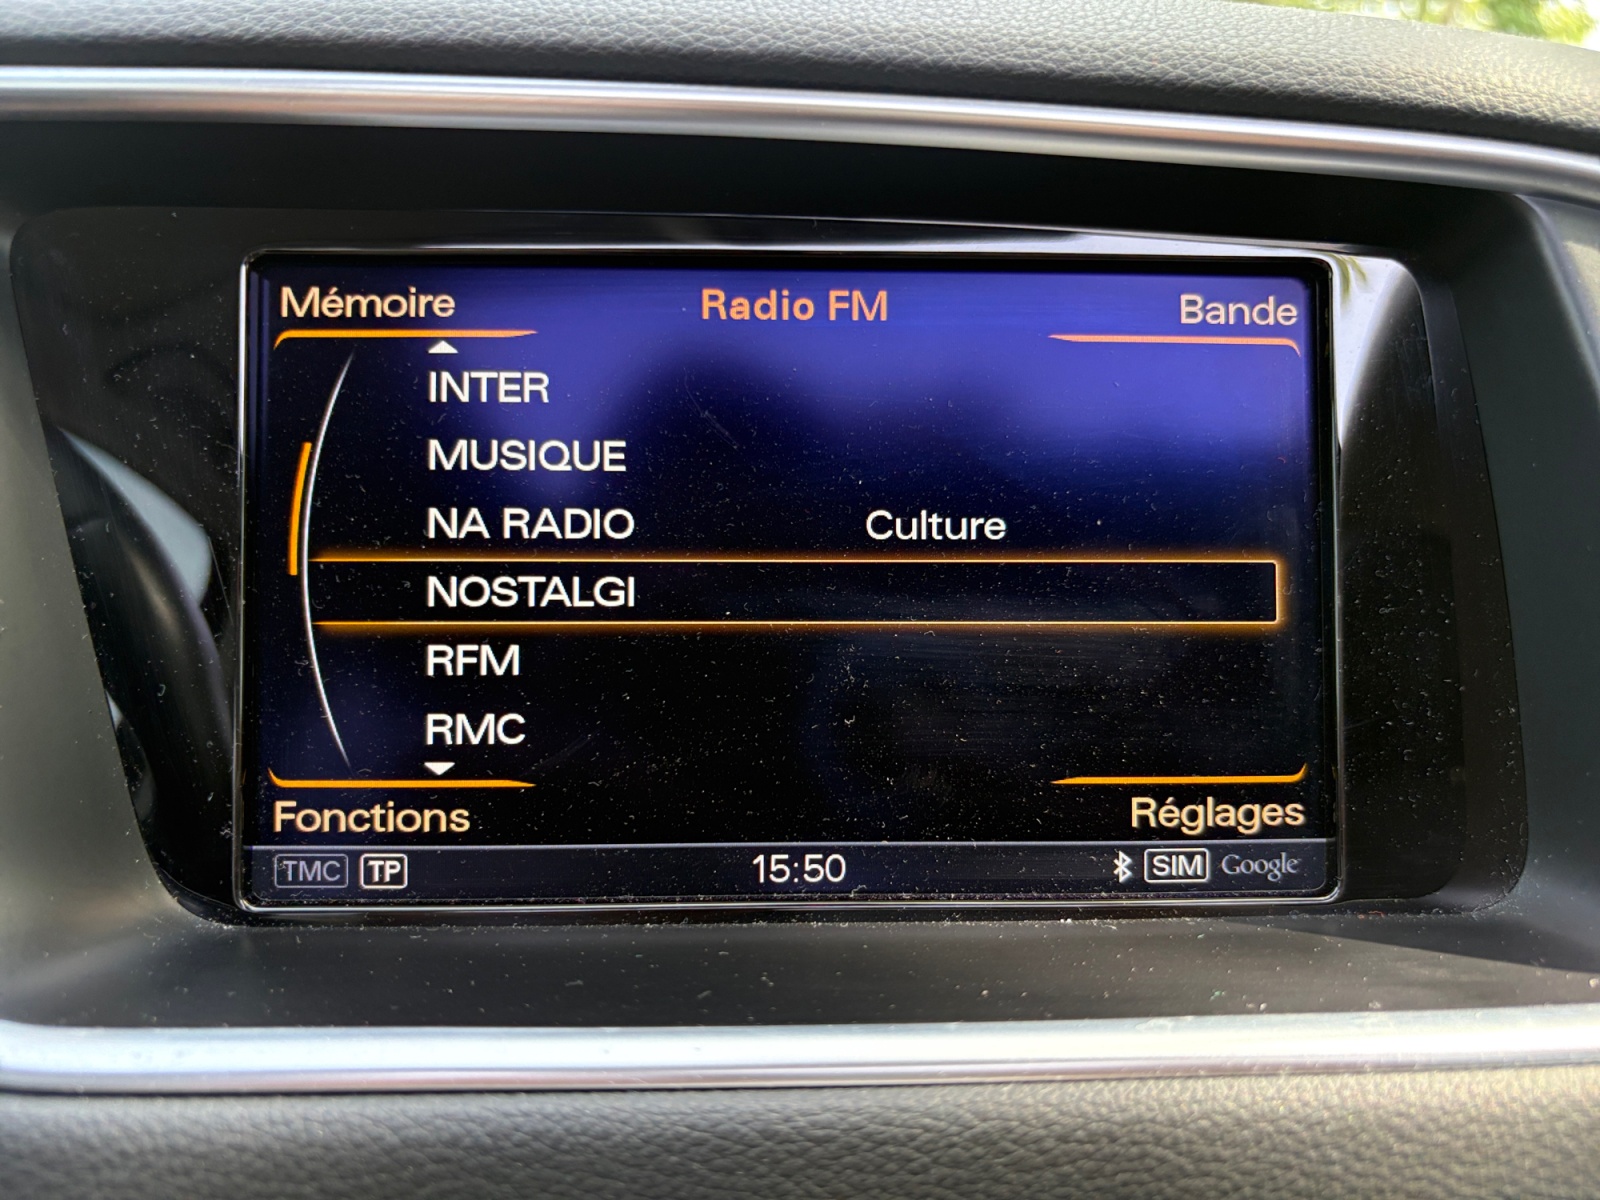 Mémoire Radio FM Bande
INTER
MUSIQUE
NA RADIO Culture
NOSTALGI
RFM
RMC
Fonctions Réglages
TMC TP 15:50 SIM Google